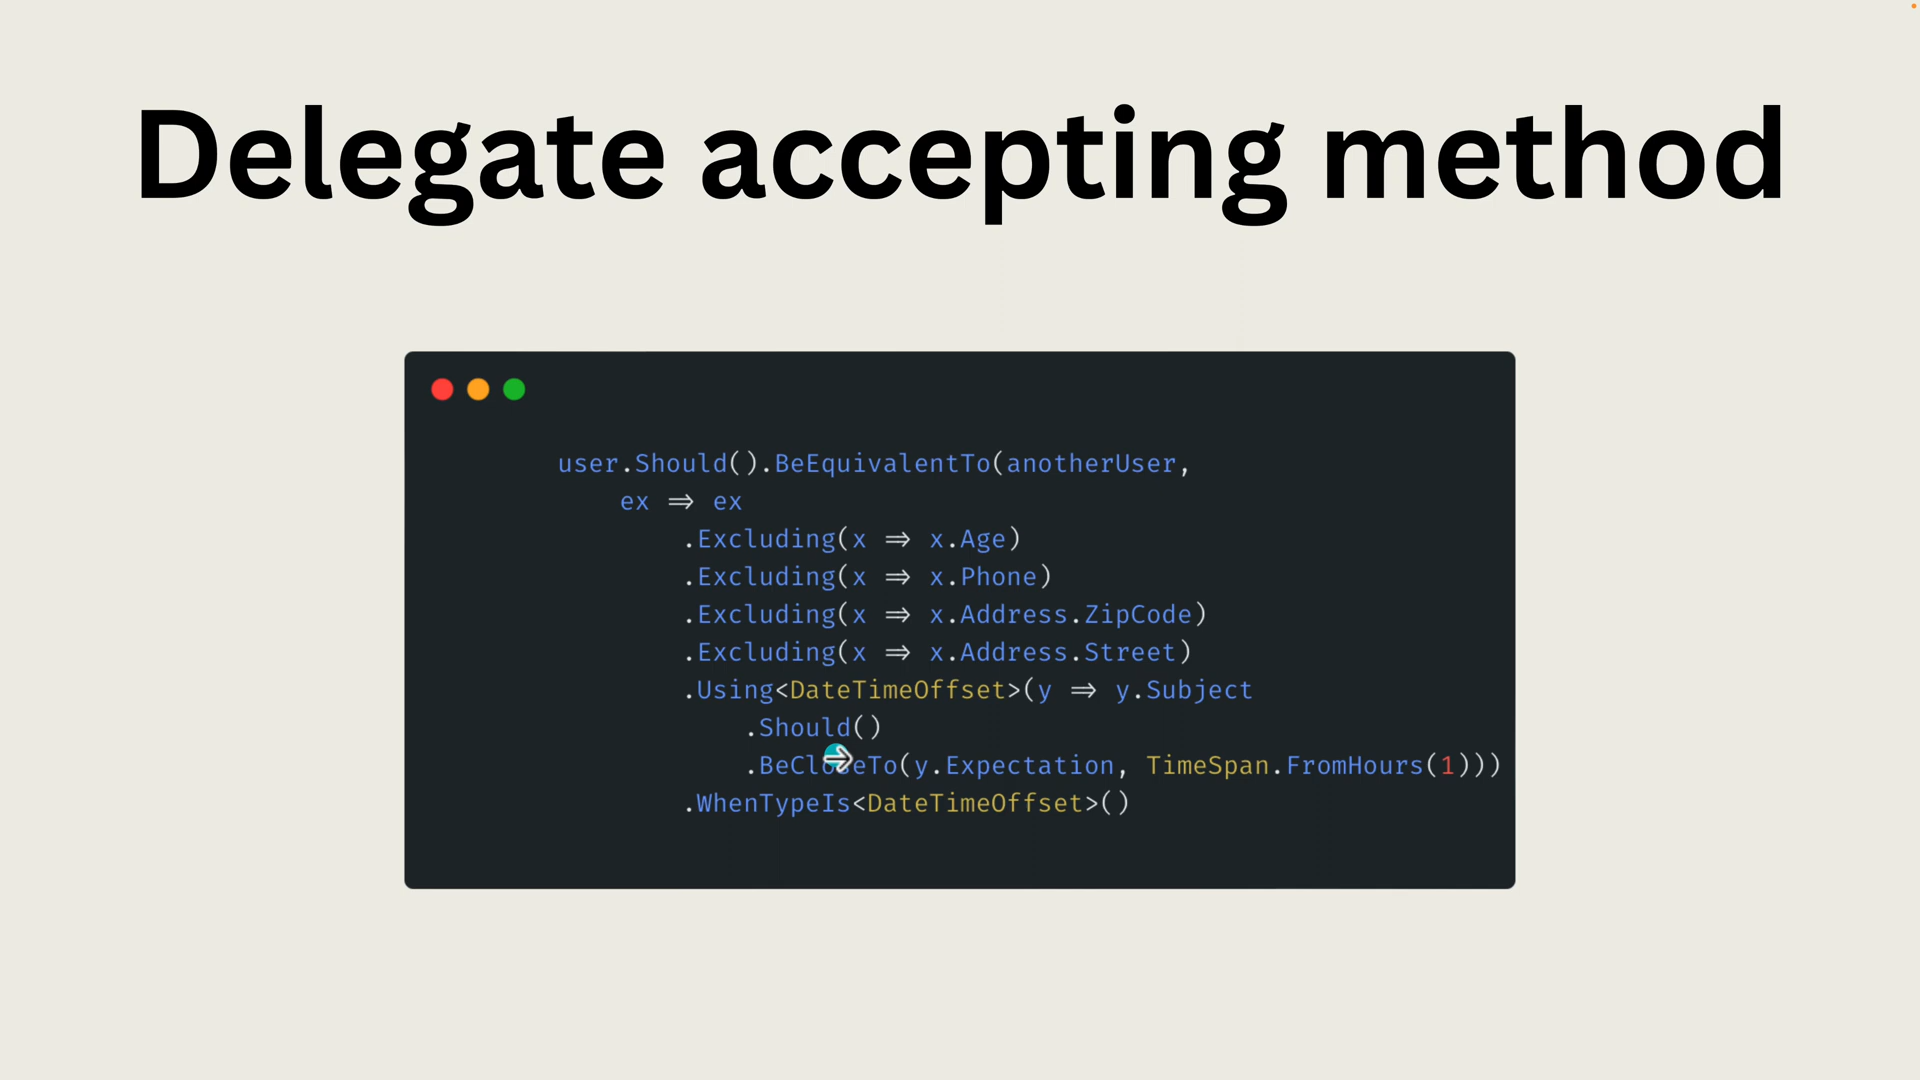 Delegate accepting method
user.Should().BeEquivalentTo(anotherUser,
ex => ex
.Excluding(x => x.Age)
.Excluding(x => x.Phone)
.Excluding(x => x.Address.ZipCode)
.Excluding(x => x.Address.Street)
.Using<DateTimeOffset>(y => y.Subject
.Should()
.BeCloseTo(y.Expectation, TimeSpan.FromHours(1)))
.WhenTypeIs<DateTimeOffset>()